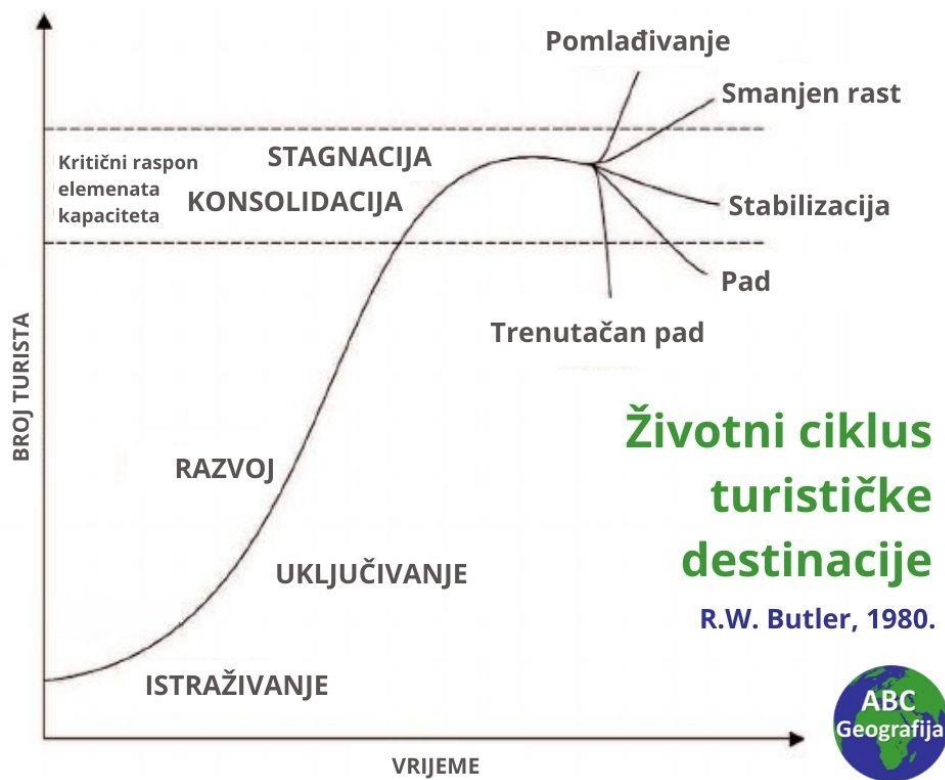 Pomlađivanje
Smanjen rast
STAGNACIJA
Kritični raspon
elemenata
kapaciteta
KONSOLIDACIJA
Stabilizacija
Pad
Trenutačan pad
BROJ TURISTA
Životni ciklus
turističke
destinacije
R.W. Butler, 1980.
RAZVOJ
UKLJUČIVANJE
ISTRAŽIVANJE
ABC
Geografija
VRIJEME